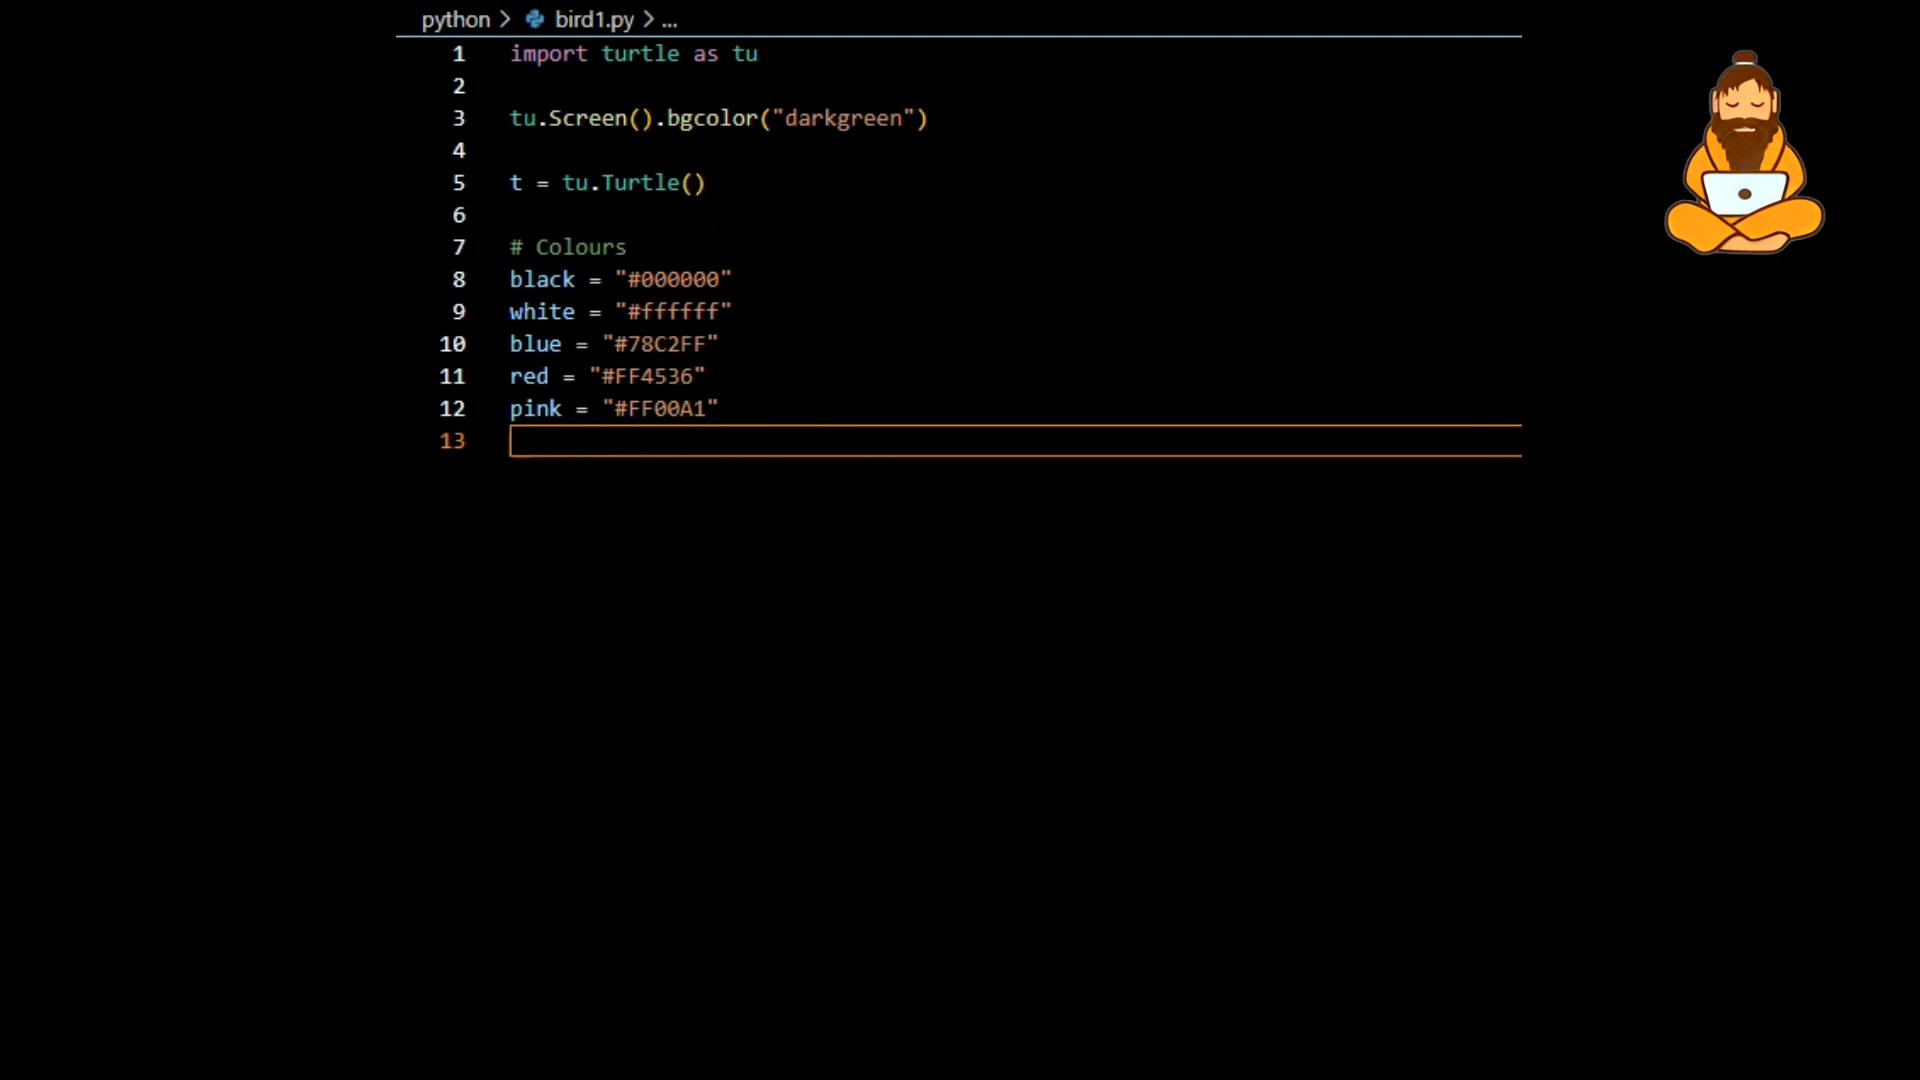 python > bird1.py > ...
1 import turtle as tu
2
3 tu.Screen().bgcolor("darkgreen")
4
5 t = tu.Turtle()
6
7 # Colours
8 black = "#000000"
9 white = "#ffffff"
10 blue = "#78C2FF"
11 red = "#FF4536"
12 pink = "#FF00A1"
13